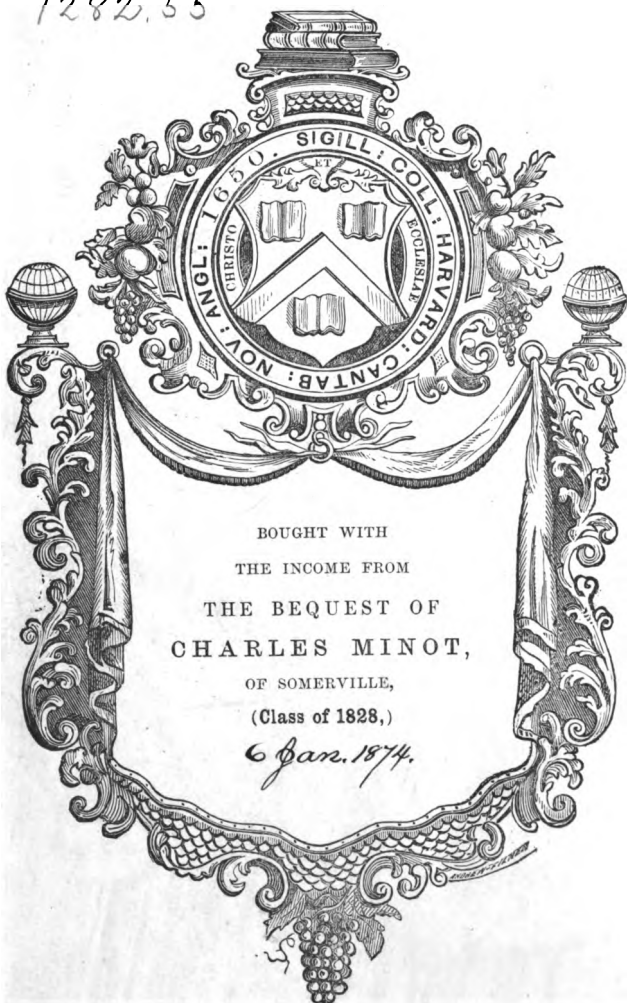 1282.55
SIGILL: COLL: HARVARD: CANTAB: NOV: ANGL: 1650.
ET
CHRISTO
ECCLESIAE
BOUGHT WITH
THE INCOME FROM
THE BEQUEST OF
CHARLES MINOT,
OF SOMERVILLE,
(Class of 1828,)
6 Jan. 1874.